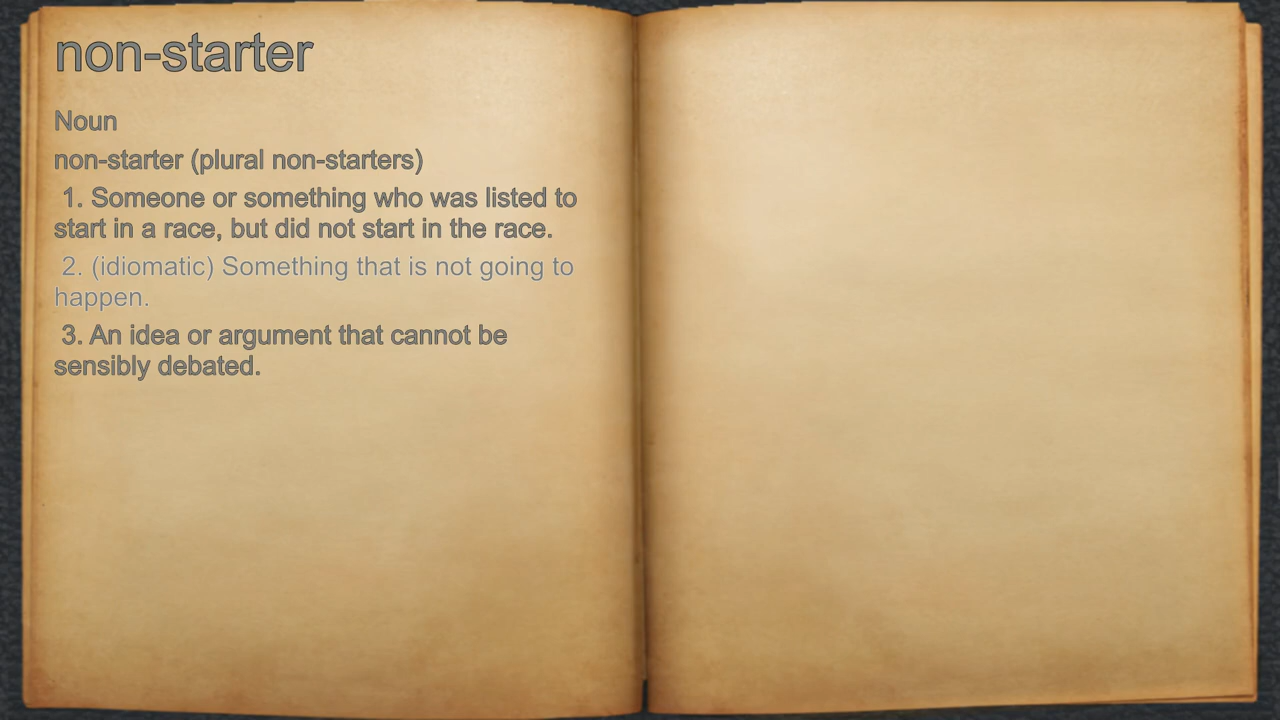 non-starter
Noun
non-starter (plural non-starters)
1. Someone or something who was listed to
start in a race, but did not start in the race.
2. (idiomatic) Something that is not going to
happen.
3. An idea or argument that cannot be
sensibly debated.